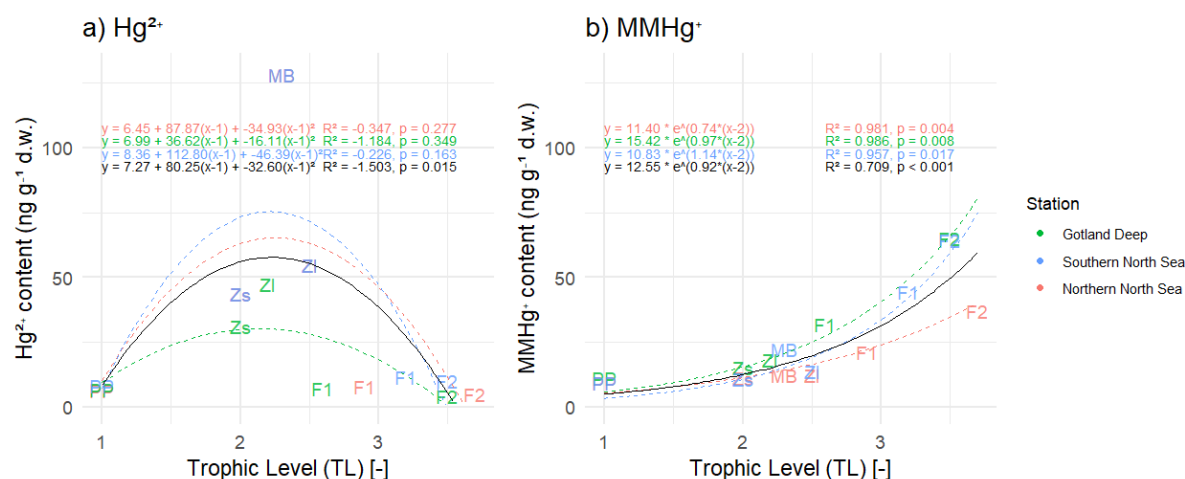 a) Hg²⁺
b) MMHg⁺
MB
y = 6.45 + 87.87(x-1) + -34.93(x-1)² R² = -0.347, p = 0.277
y = 6.99 + 36.62(x-1) + -16.11(x-1)² R² = -1.184, p = 0.349
y = 8.36 + 112.80(x-1) + -46.39(x-1)² R² = -0.226, p = 0.163
y = 7.27 + 80.25(x-1) + -32.60(x-1)² R² = -1.503, p = 0.015
y = 11.40 * e^(0.74*(x-2)) R² = 0.981, p = 0.004
y = 15.42 * e^(0.97*(x-2)) R² = 0.986, p = 0.008
y = 10.83 * e^(1.14*(x-2)) R² = 0.957, p = 0.017
y = 12.55 * e^(0.92*(x-2)) R² = 0.709, p < 0.001
Hg²⁺ content (ng g⁻¹ d.w.)
100
50
0
Zl
Zs
Zl
Zs
PP
PP
F1
F1
F1
F2
F2
F2
1 2 3
Trophic Level (TL) [-]
MMHg⁺ content (ng g⁻¹ d.w.)
100
50
0
F2
F2
F1
F1
F2
MB
F1
Zl
Zs
MB
Zl
Zl
Zs
PP
PP
1 2 3
Trophic Level (TL) [-]
Station
Gotland Deep
Southern North Sea
Northern North Sea